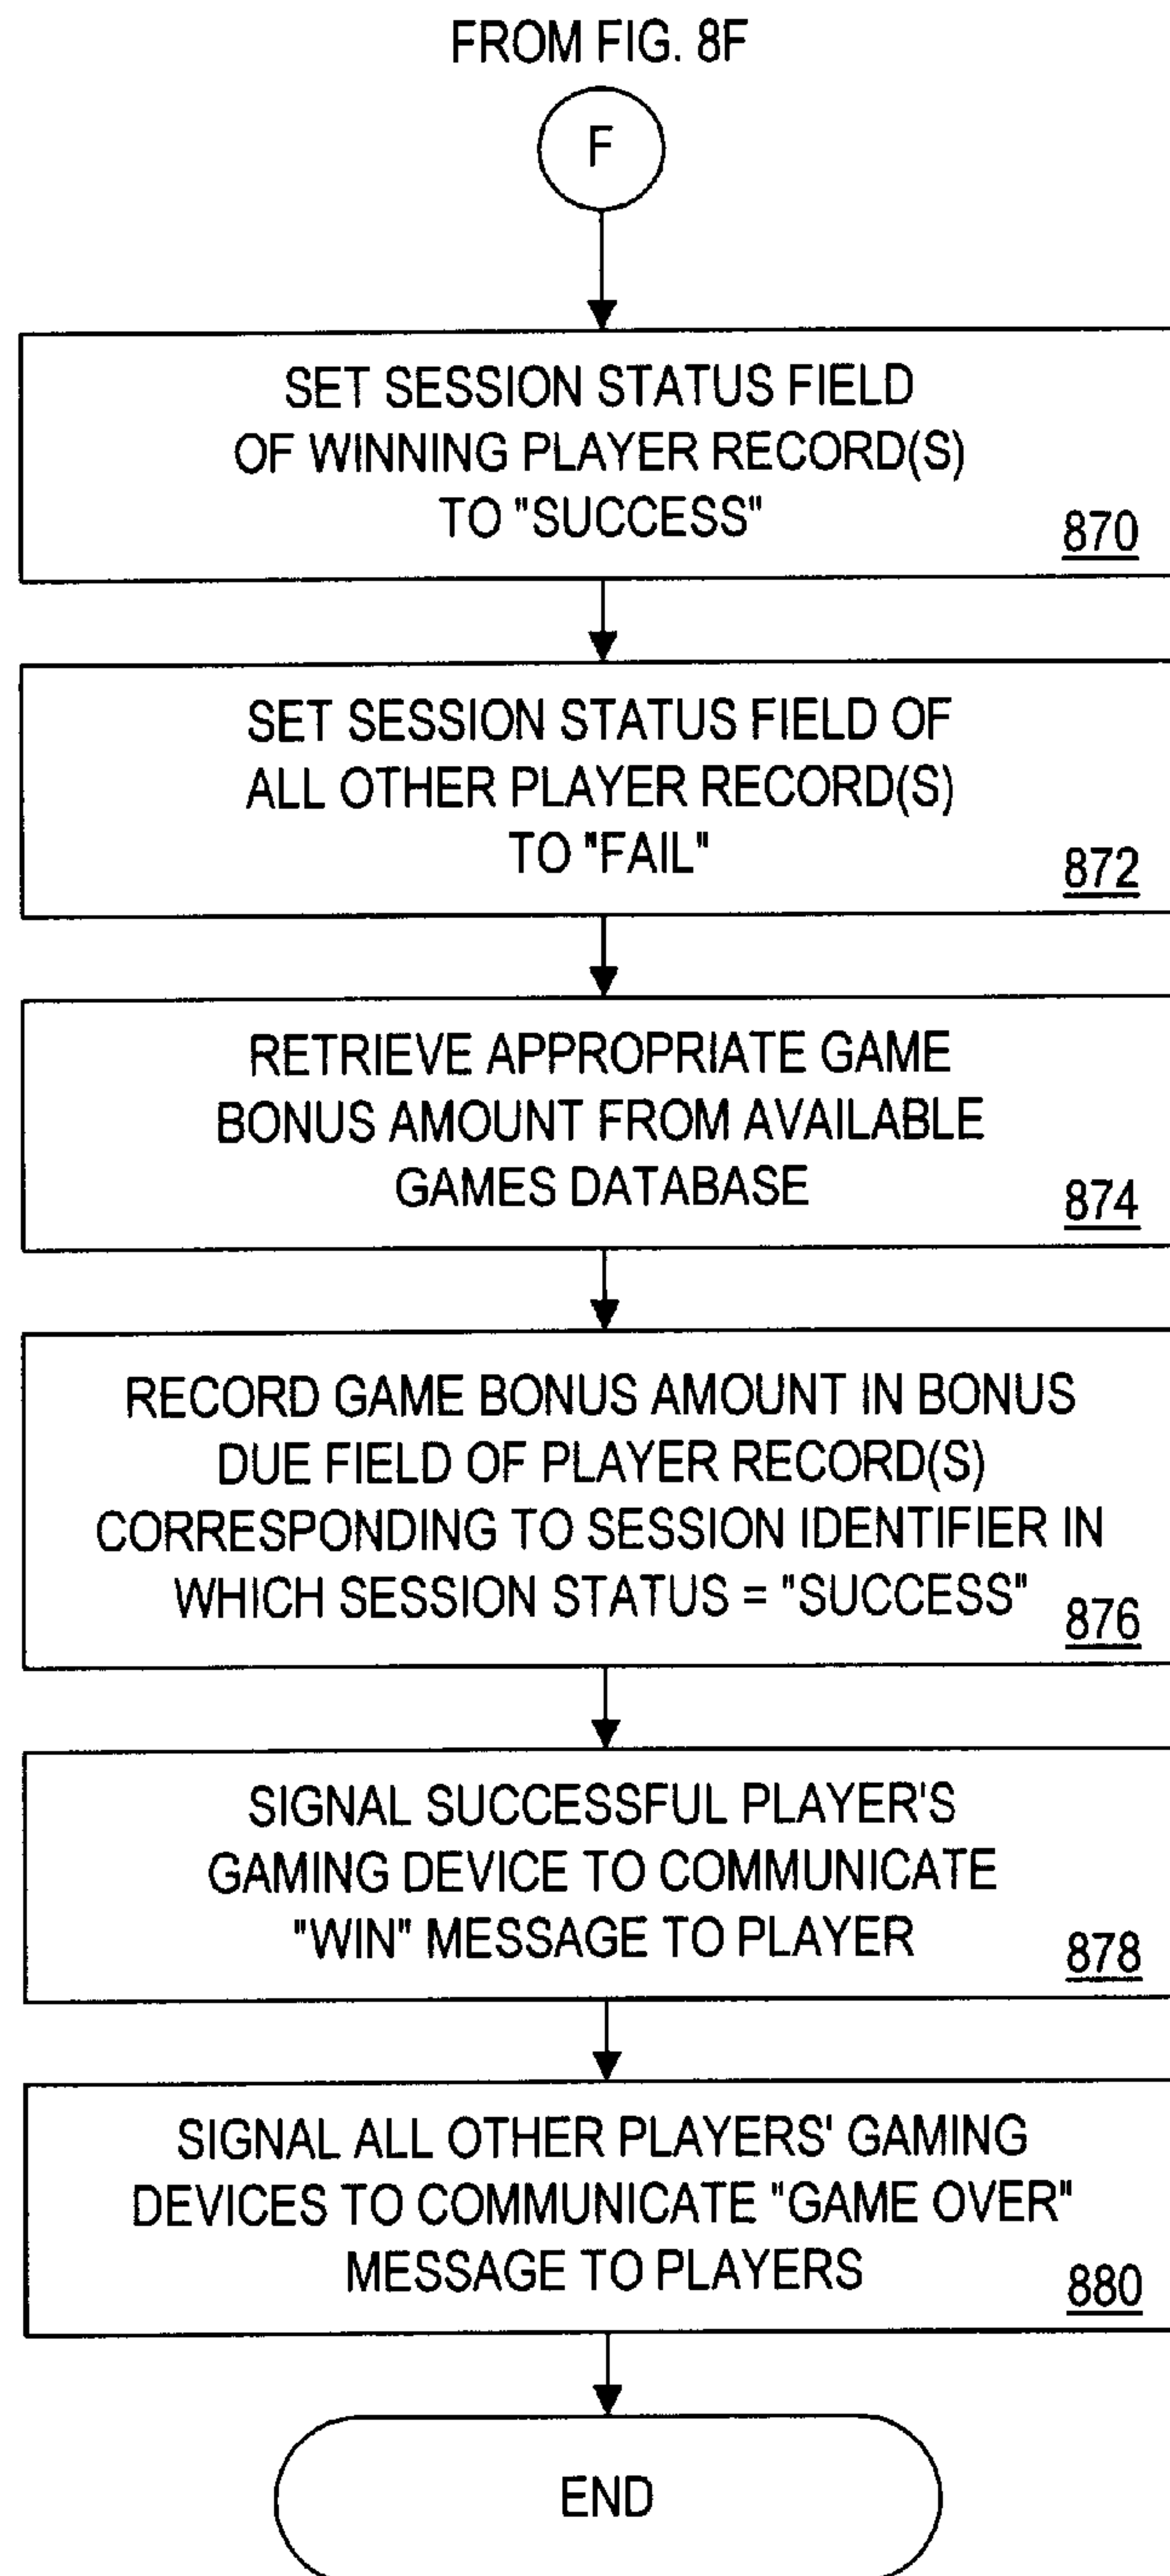 FROM FIG. 8F
F
SET SESSION STATUS FIELD
OF WINNING PLAYER RECORD(S)
TO "SUCCESS"
870
SET SESSION STATUS FIELD OF
ALL OTHER PLAYER RECORD(S)
TO "FAIL"
872
RETRIEVE APPROPRIATE GAME
BONUS AMOUNT FROM AVAILABLE
GAMES DATABASE
874
RECORD GAME BONUS AMOUNT IN BONUS
DUE FIELD OF PLAYER RECORD(S)
CORRESPONDING TO SESSION IDENTIFIER IN
WHICH SESSION STATUS = "SUCCESS"
876
SIGNAL SUCCESSFUL PLAYER'S
GAMING DEVICE TO COMMUNICATE
"WIN" MESSAGE TO PLAYER
878
SIGNAL ALL OTHER PLAYERS' GAMING
DEVICES TO COMMUNICATE "GAME OVER"
MESSAGE TO PLAYERS
880
END